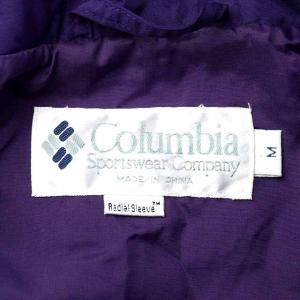 Columbia
Sportswear Company
MADE IN CHINA
M
Radial Sleeve™